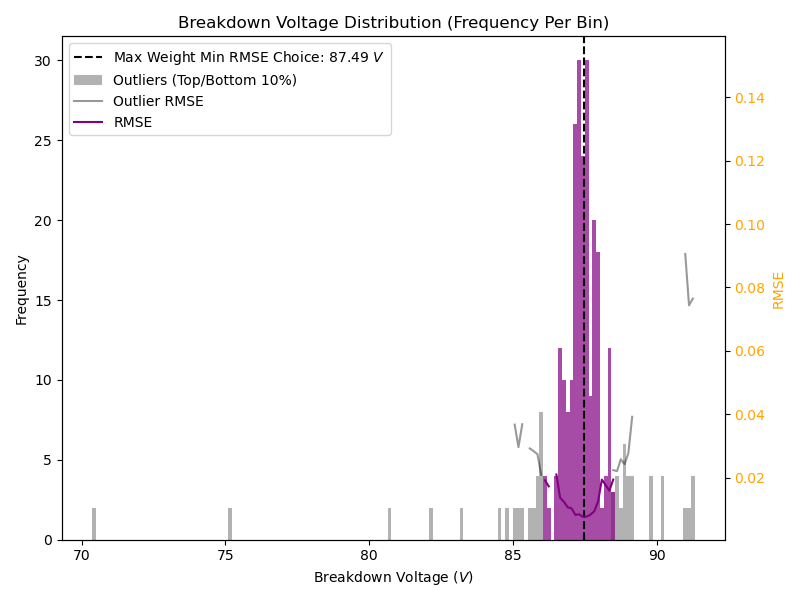 Breakdown Voltage Distribution (Frequency Per Bin)
Max Weight Min RMSE Choice: 87.49 V
Outliers (Top/Bottom 10%)
Outlier RMSE
RMSE
30
25
20
15
10
5
0
Frequency
0.14
0.12
0.10
0.08
0.06
0.04
0.02
RMSE
70 75 80 85 90
Breakdown Voltage (V)